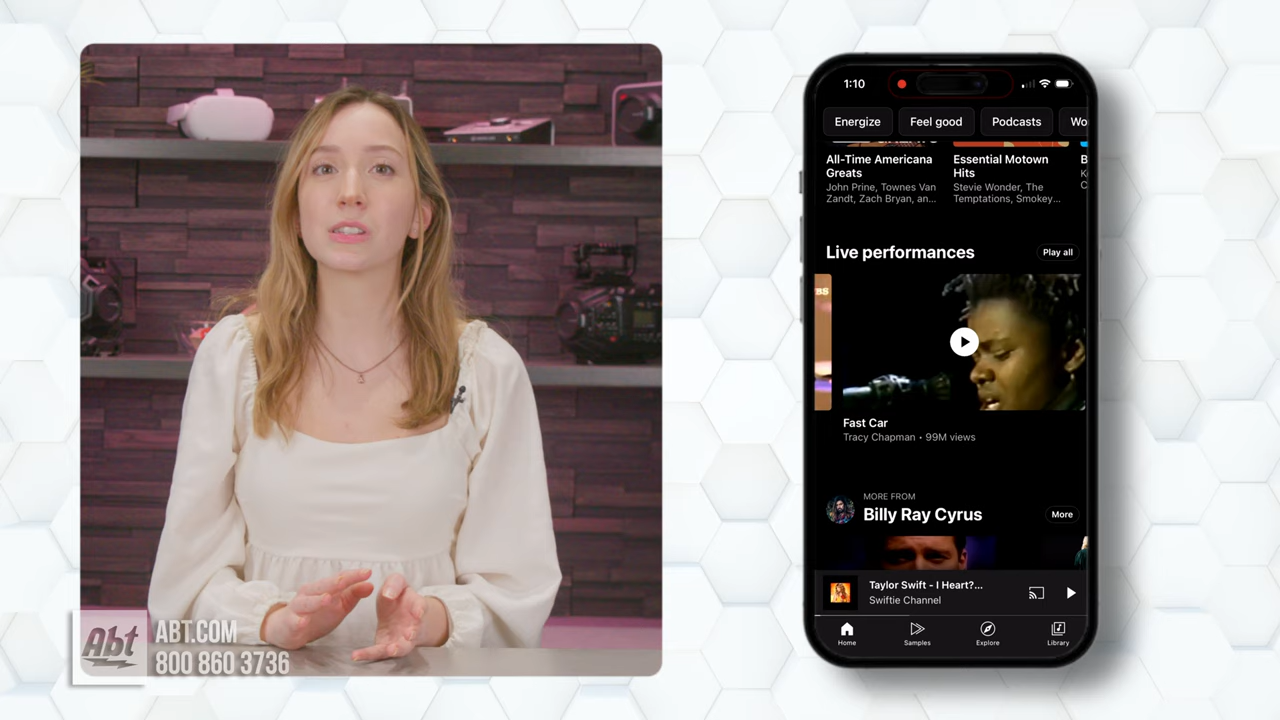 Abt
ABT.COM
800 860 3736
1:10
Energize
Feel good
Podcasts
Wo
All-Time Americana
Greats
John Prine, Townes Van
Zandt, Zach Bryan, an...
Essential Motown
Hits
Stevie Wonder, The
Temptations, Smokey...
Live performances
Play all
BS
Fast Car
Tracy Chapman • 99M views
MORE FROM
Billy Ray Cyrus
More
Taylor Swift - I Heart?...
Swiftie Channel
Home
Samples
Explore
Library